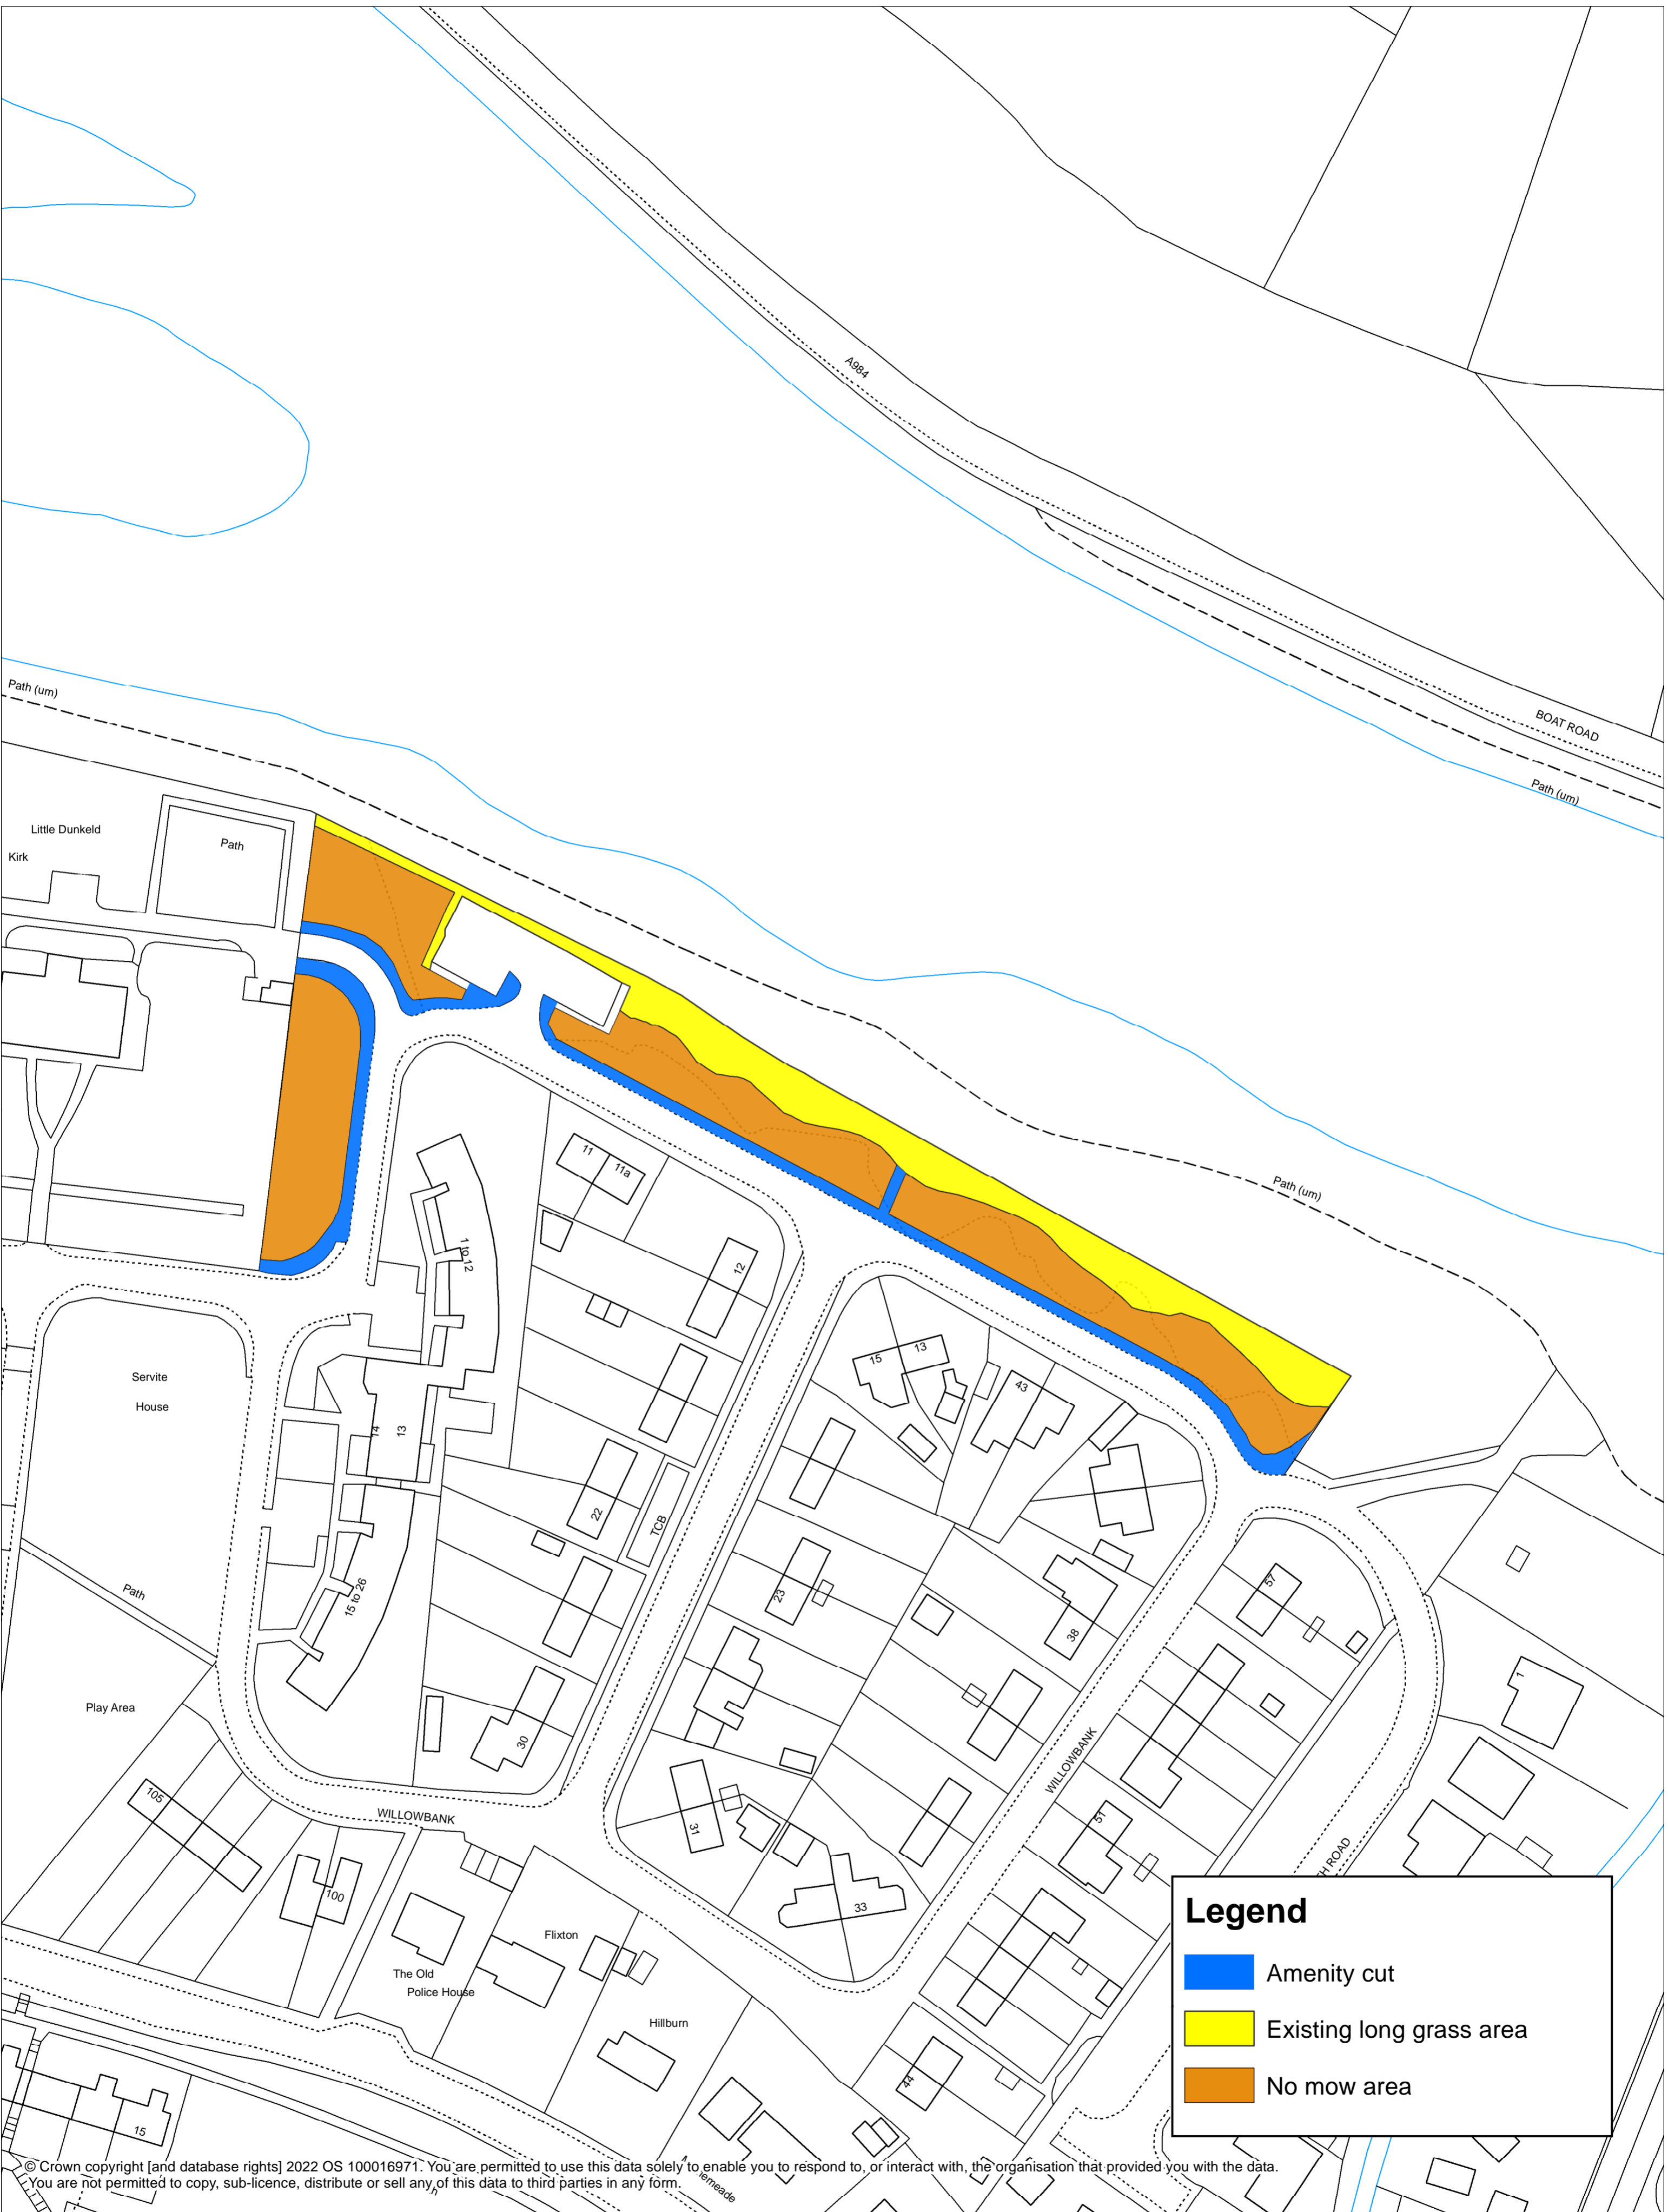 A984
Path (um)
BOAT ROAD
Path (um)
Little Dunkeld
Kirk
Path
11
11a
Path (um)
1 to 12
12
Servite
House
15
13
43
14
13
22
TCB
57
23
15 to 26
Path
38
1
Play Area
30
WILLOWBANK
105
WILLOWBANK
51
31
100
33
H ROAD
Flixton
The Old
Police House
Hillburn
44
15
Legend
Amenity cut
Existing long grass area
No mow area
© Crown copyright [and database rights] 2022 OS 100016971. You are permitted to use this data solely to enable you to respond to, or interact with, the organisation that provided you with the data.
You are not permitted to copy, sub-licence, distribute or sell any of this data to third parties in any form.